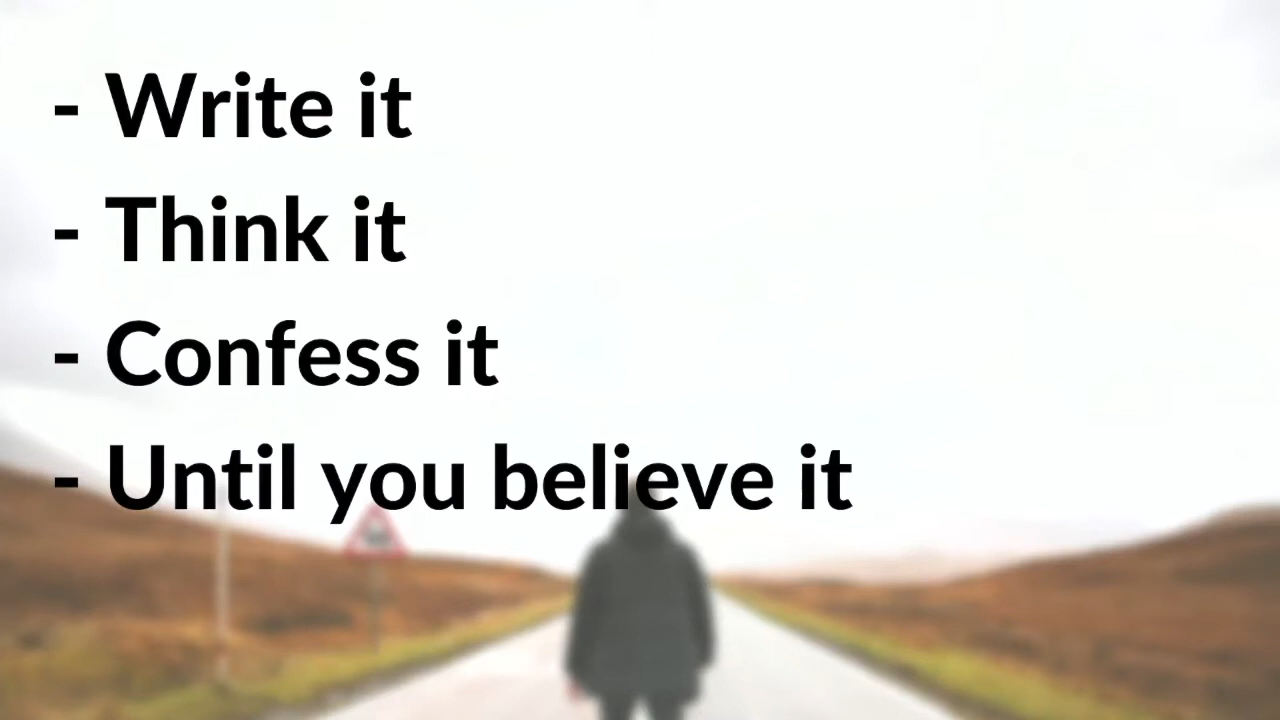 - Write it
- Think it
- Confess it
- Until you believe it